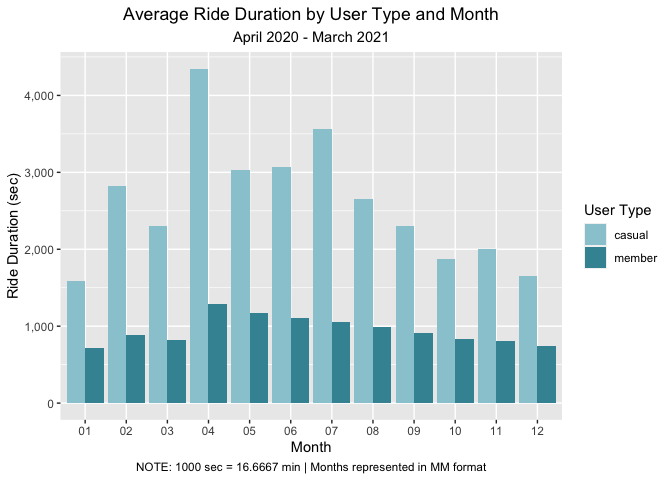 Average Ride Duration by User Type and Month
April 2020 - March 2021
Ride Duration (sec)
4,000
3,000
2,000
1,000
0
01 02 03 04 05 06 07 08 09 10 11 12
Month
NOTE: 1000 sec = 16.6667 min | Months represented in MM format
User Type
casual
member